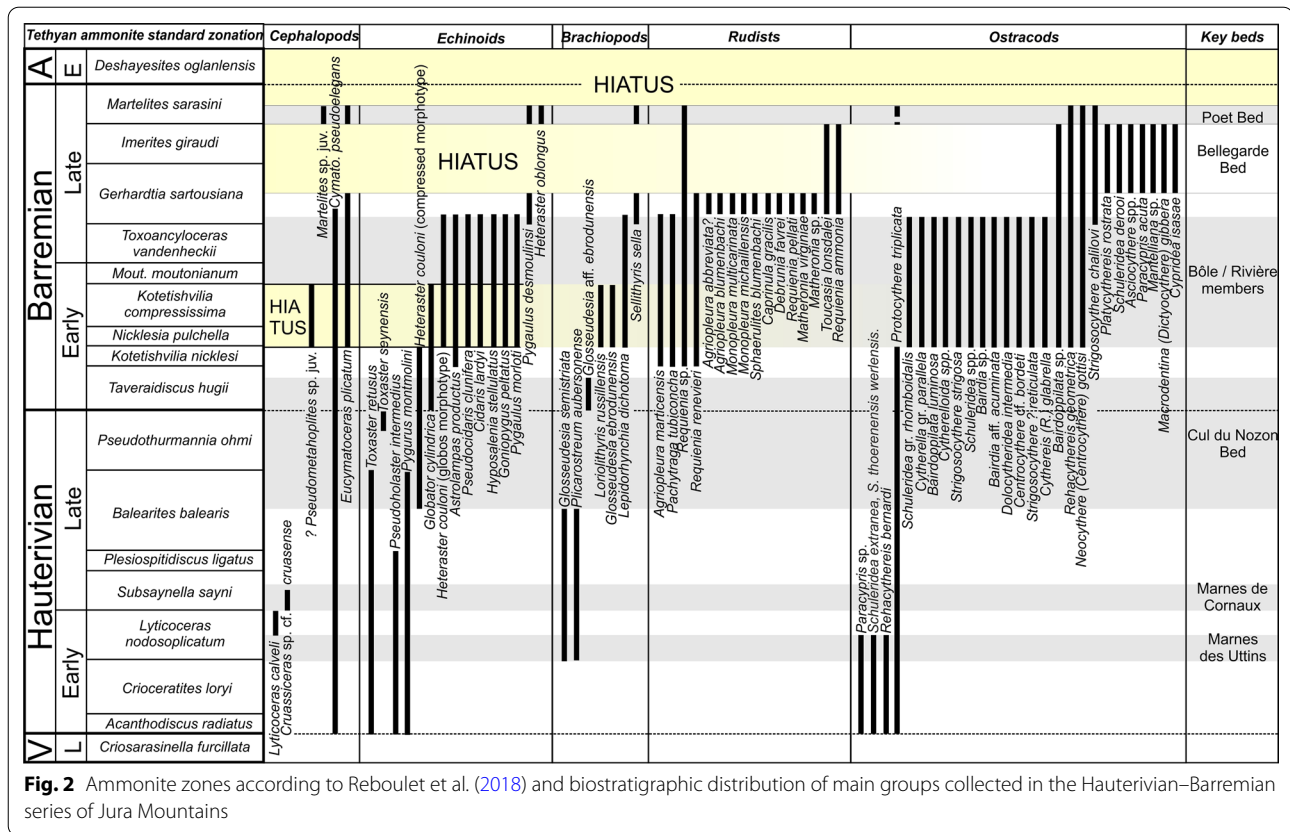 Tethyan ammonite standard zonation
Cephalopods
Echinoids
Brachiopods
Rudists
Ostracods
Key beds
A
E
Barremian
Late
Early
Hauterivian
Late
Early
V
L
Deshayesites oglanlensis
Martelites sarasini
Imerites giraudi
Gerhardtia sartousiana
Toxoancyloceras
vandenheckii
Mout. moutonianum
Kotetishvilia
compressissima
Nicklesia pulchella
Kotetishvilia nicklesi
Taveraidiscus hugii
Pseudothurmannia ohmi
Balearites balearis
Plesiospitidiscus ligatus
Subsaynella sayni
Lyticoceras
nodosoplicatum
Crioceratites loryi
Acanthodiscus radiatus
Criosarasinella furcillata
HIATUS
HIATUS
HIA
TUS
Lyticoceras calveli
Cruassiceras sp. cf. cruasense
? Pseudometahoplites sp. juv.
Martelites sp. juv.
Cymato. pseudoelegans
Eucymatoceras plicatum
Toxaster retusus
Toxaster seynensis
Pseudoholaster intermedius
Pygurus montmolini
Heteraster couloni (compressed morphotype)
Globator cylindrica
Heteraster couloni (globos morphotype)
Astrolampas productus
Pseudocidaris clunifera
Cidaris lardyi
Hyposalenia stellulatus
Goniopygus peltatus
Pygaulus morloti
Pygaulus desmoulinsi
Heteraster oblongus
Glosseudesia semistriata
Plicarostreum aubersonense
Glosseudesia aff. ebrodunensis
Loriolithyris russillensis
Glosseudesia ebrodunensis
Lepidorhynchia dichotoma
Sellithyris sella
Agriopleura marticensis
Pachytraga tubiconcha
Requienia sp.
Requienia renevieri
Agriopleura abbreviata?
Agriopleura blumenbachi
Monopleura multicarinata
Monopleura michaillensis
Sphaerulites blumenbachi
Caprinula gracilis
Debrunia favrei
Requienia pellati
Matheronia virginiae
Matheronia sp.
Toucasia lonsdalei
Requienia ammonia
Paracypris sp.
Schuleridea extranea, S. thoerenensis werlensis
Rehacythereis bernardi
Protocythere triplicata
Schuleridea gr. rhomboidalis
Cytherella gr. parallela
Bairdopilata luminosa
Cytherelloidea spp.
Strigosocythere strigosa
Schuleridea spp.
Bairdia sp.
Bairdia aff. acuminata
Dolocytheridea intermedia
Centrocythere cf. bordeti
Strigosocythere ?reticulata
Cythereis (R.) glabrella
Bairdoppilata sp.
Rehacythereis geometrica
Neocythere (Centrocythere) gottisi
Strigosocythere chalilovi
Platycythereis rostrata
Schuleridea derooi
Asciocythere spp.
Paracypris acuta
Mantelliana sp.
Macrodentina (Dictyocythere) gibbera
Cypridea isasae
Poet Bed
Bellegarde
Bed
Bôle / Rivière
members
Cul du Nozon
Bed
Marnes de
Cornaux
Marnes
des Uttins
Fig. 2 Ammonite zones according to Reboulet et al. (2018) and biostratigraphic distribution of main groups collected in the Hauterivian–Barremian
series of Jura Mountains